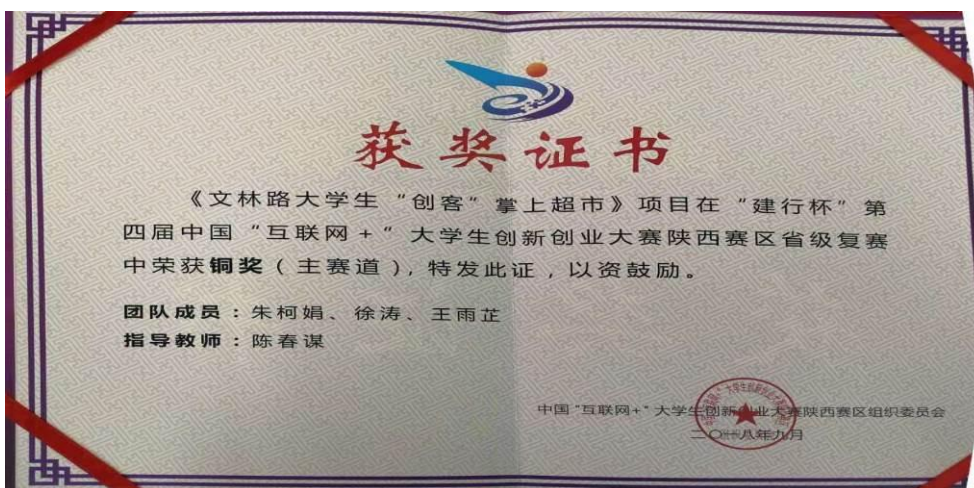 获奖证书
《文林路大学生“创客”掌上超市》项目在“建行杯”第
四届中国“互联网+“大学生创新创业大赛陕西赛区省级复赛
中荣获铜奖(主赛道),特发此证,以资鼓励。
团队成员:朱柯娟、徐涛、王雨芷
指导教师:陈春谋
中国“互联网+”大学生创新创业大赛陕西赛区组织委员会
二〇一八年九月